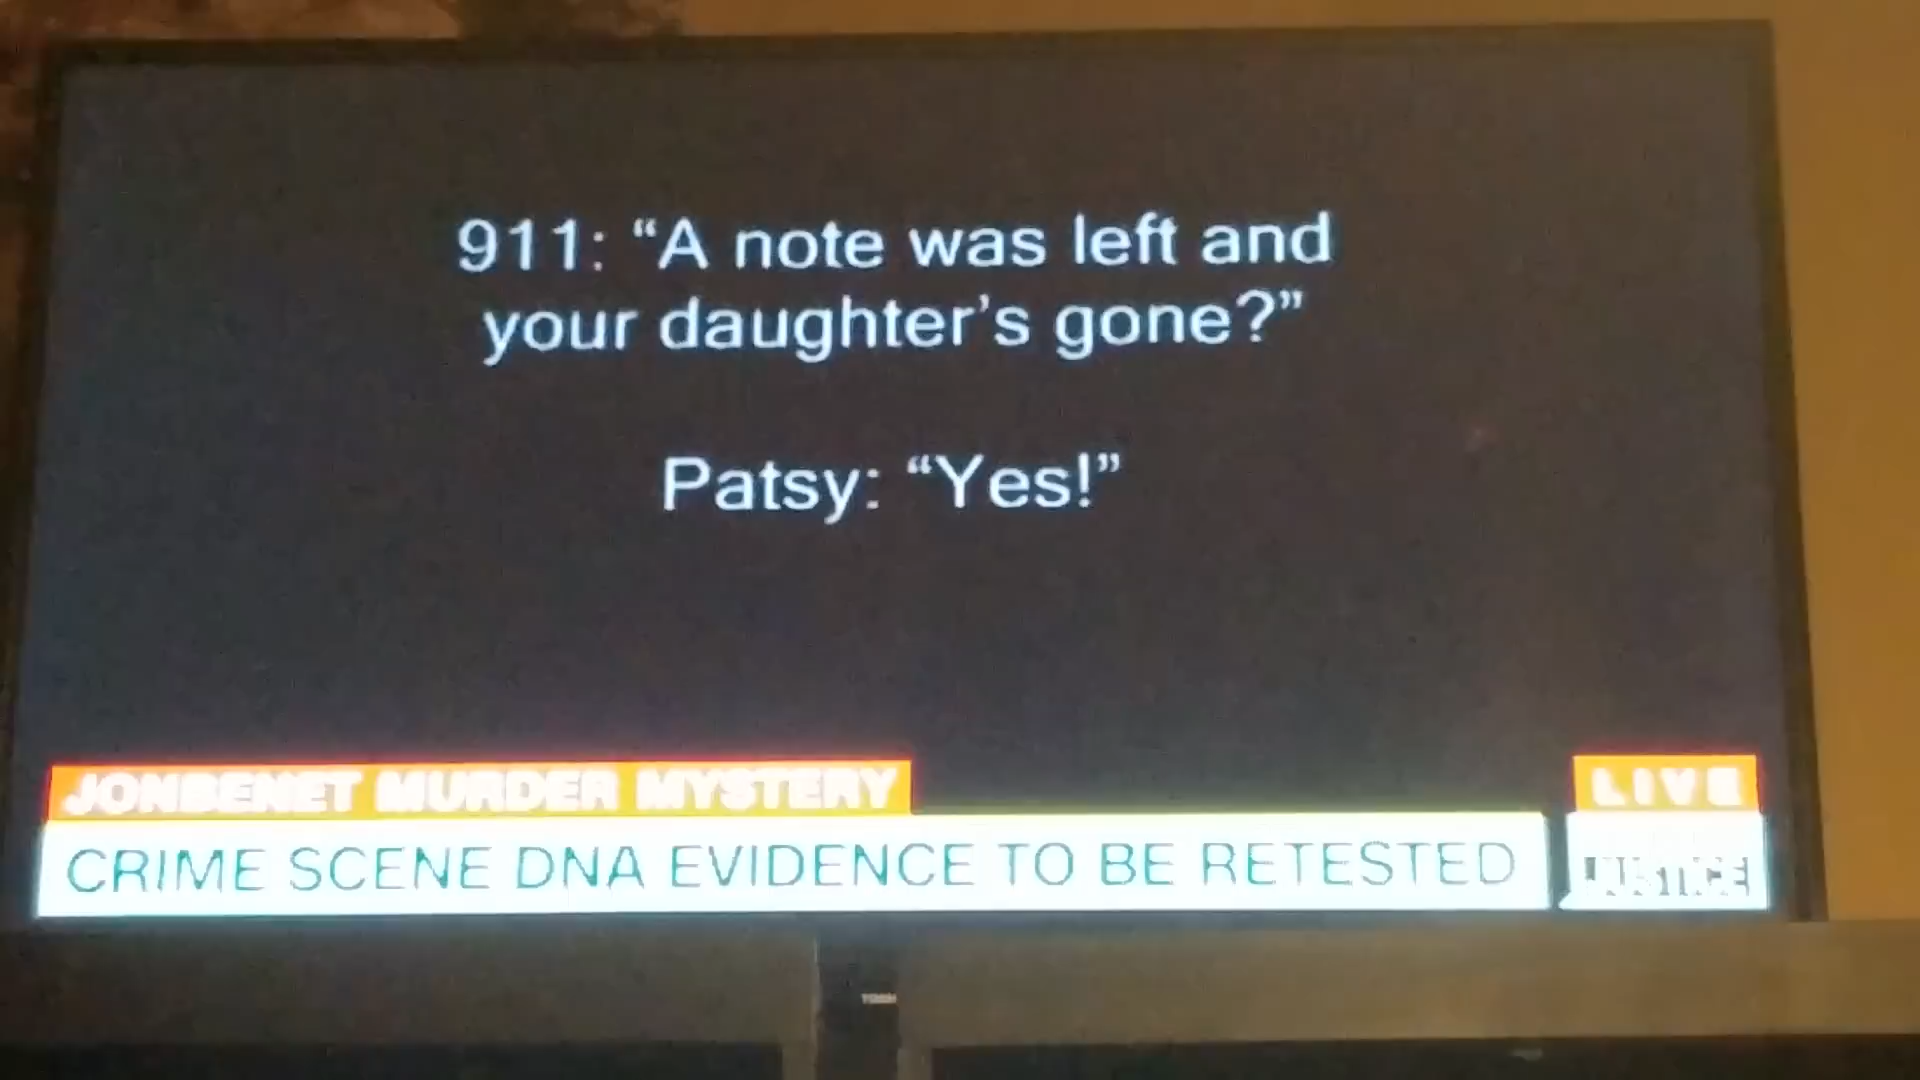 911: “A note was left and
your daughter’s gone?”
Patsy: “Yes!”
JONBENET MURDER MYSTERY
LIVE
CRIME SCENE DNA EVIDENCE TO BE RETESTED
JUSTICE